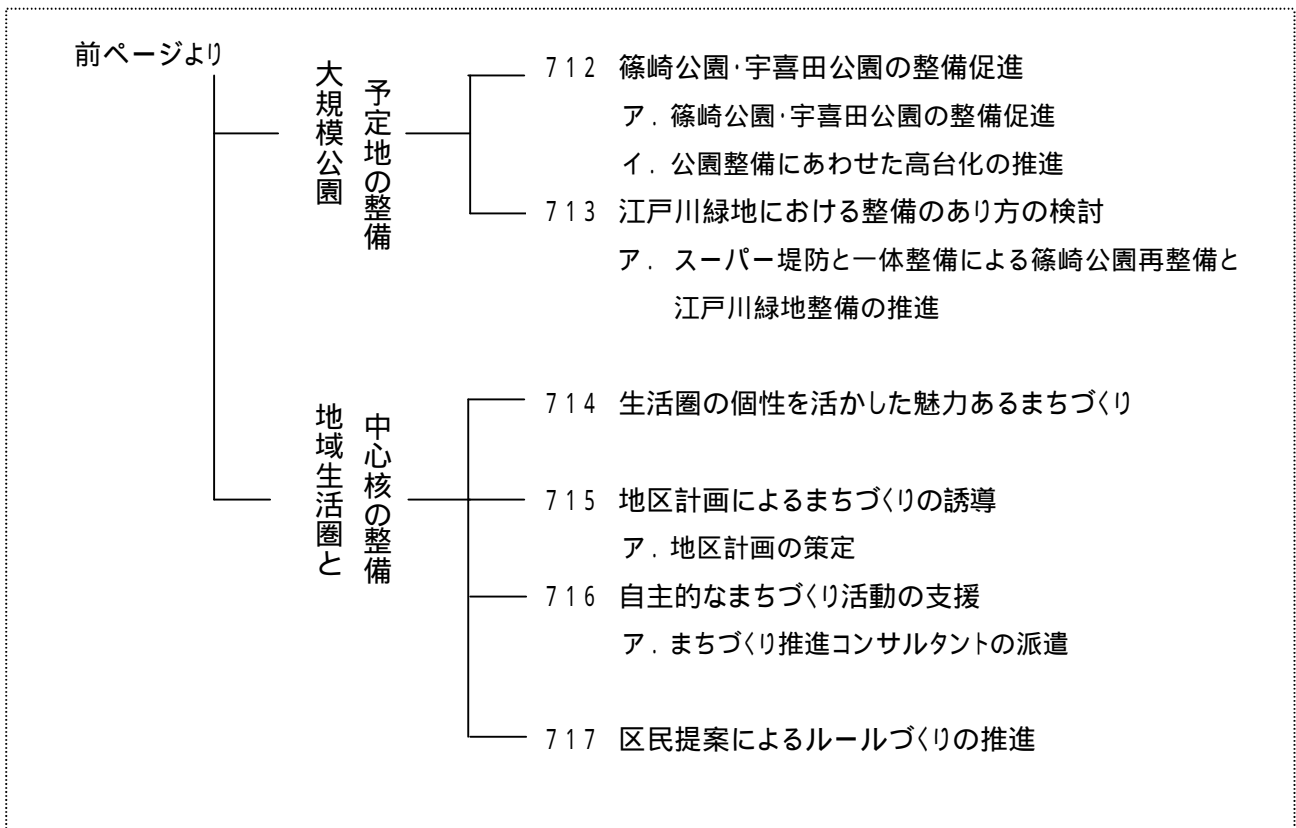 前ページより
大規模公園
予定地の整備
712 篠崎公園・宇喜田公園の整備促進
ア．篠崎公園・宇喜田公園の整備促進
イ．公園整備にあわせた高台化の推進
713 江戸川緑地における整備のあり方の検討
ア．スーパー堤防と一体整備による篠崎公園再整備と
江戸川緑地整備の推進
地域生活圏と
中心核の整備
714 生活圏の個性を活かした魅力あるまちづくり
715 地区計画によるまちづくりの誘導
ア．地区計画の策定
716 自主的なまちづくり活動の支援
ア．まちづくり推進コンサルタントの派遣
717 区民提案によるルールづくりの推進